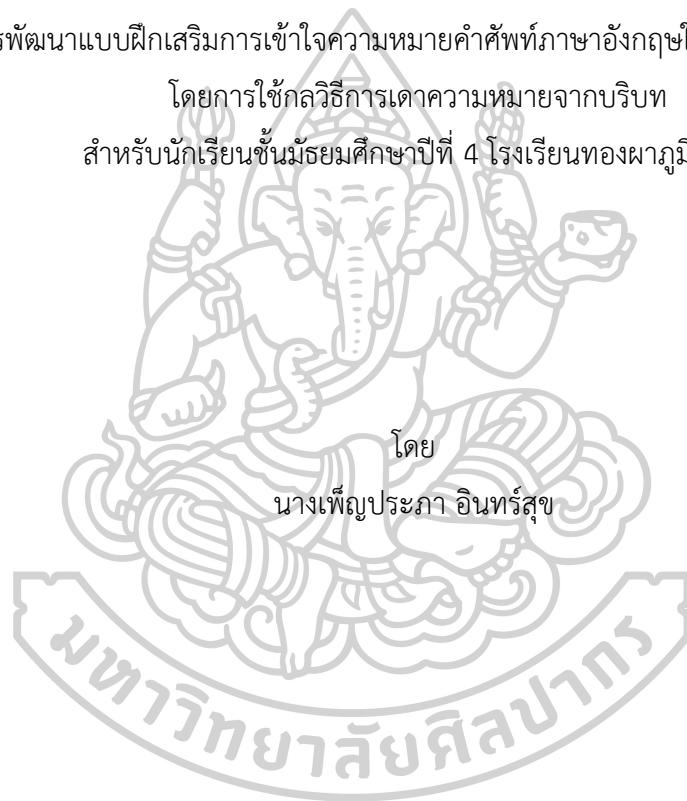 รพัฒนาแบบฝึกเสริมการเข้าใจความหมายคำศัพท์ภาษาอังกฤษ
โดยการใช้กลวิธีการเดาความหมายจากบริบท
สำหรับนักเรียนชั้นมัธยมศึกษาปีที่ 4 โรงเรียนทองผาภูมิ
โดย
นางเพ็ญประภา อินทร์สุข
มหาวิทยาลัยศิลปากร